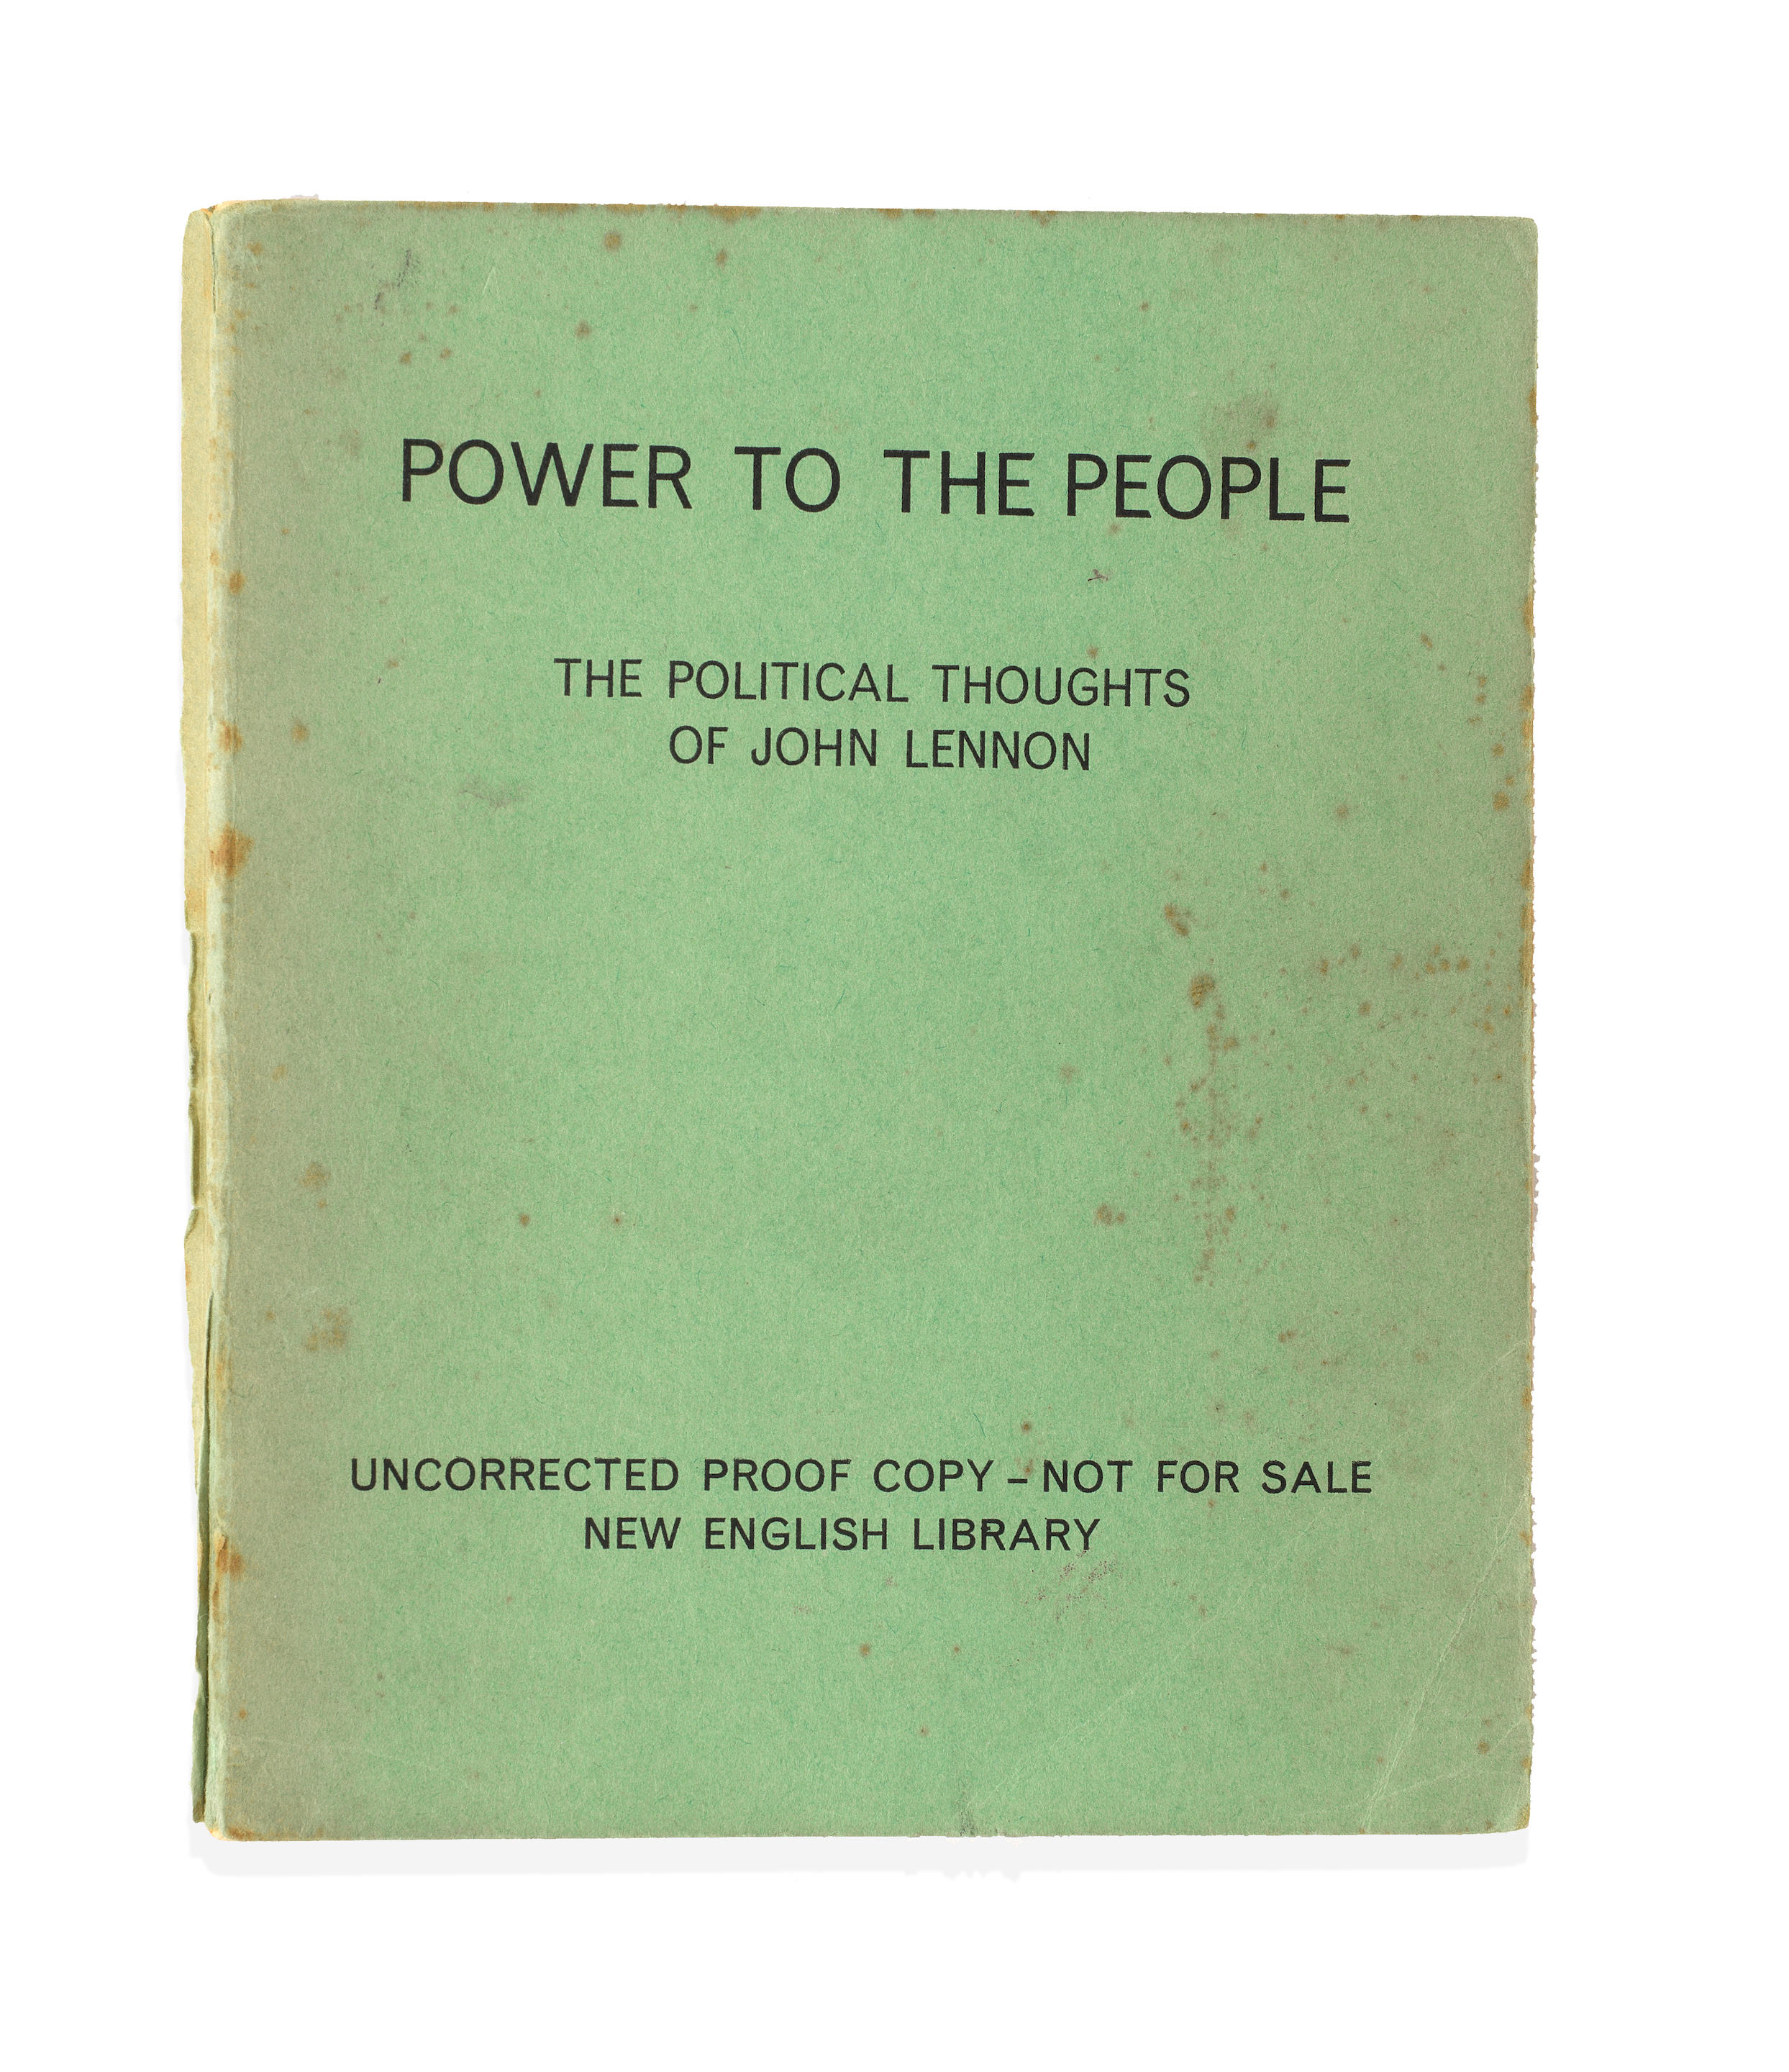 POWER TO THE PEOPLE
THE POLITICAL THOUGHTS
OF JOHN LENNON
UNCORRECTED PROOF COPY – NOT FOR SALE
NEW ENGLISH LIBRARY